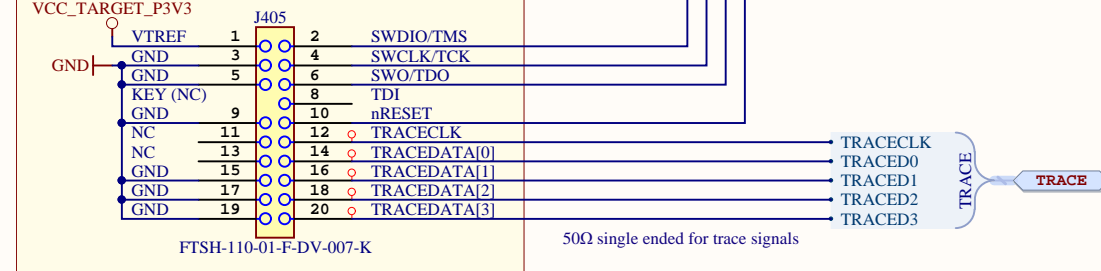 VCC_TARGET_P3V3
J405
VTREF 1 2 SWDIO/TMS
GND GND 3 4 SWCLK/TCK
GND 5 6 SWO/TDO
KEY (NC) 8 TDI
GND 9 10 nRESET
NC 11 12 TRACECLK
NC 13 14 TRACEDATA[0]
GND 15 16 TRACEDATA[1]
GND 17 18 TRACEDATA[2]
GND 19 20 TRACEDATA[3]
FTSH-110-01-F-DV-007-K
50Ω single ended for trace signals
TRACECLK
TRACED0
TRACED1
TRACED2
TRACED3
TRACE
TRACE